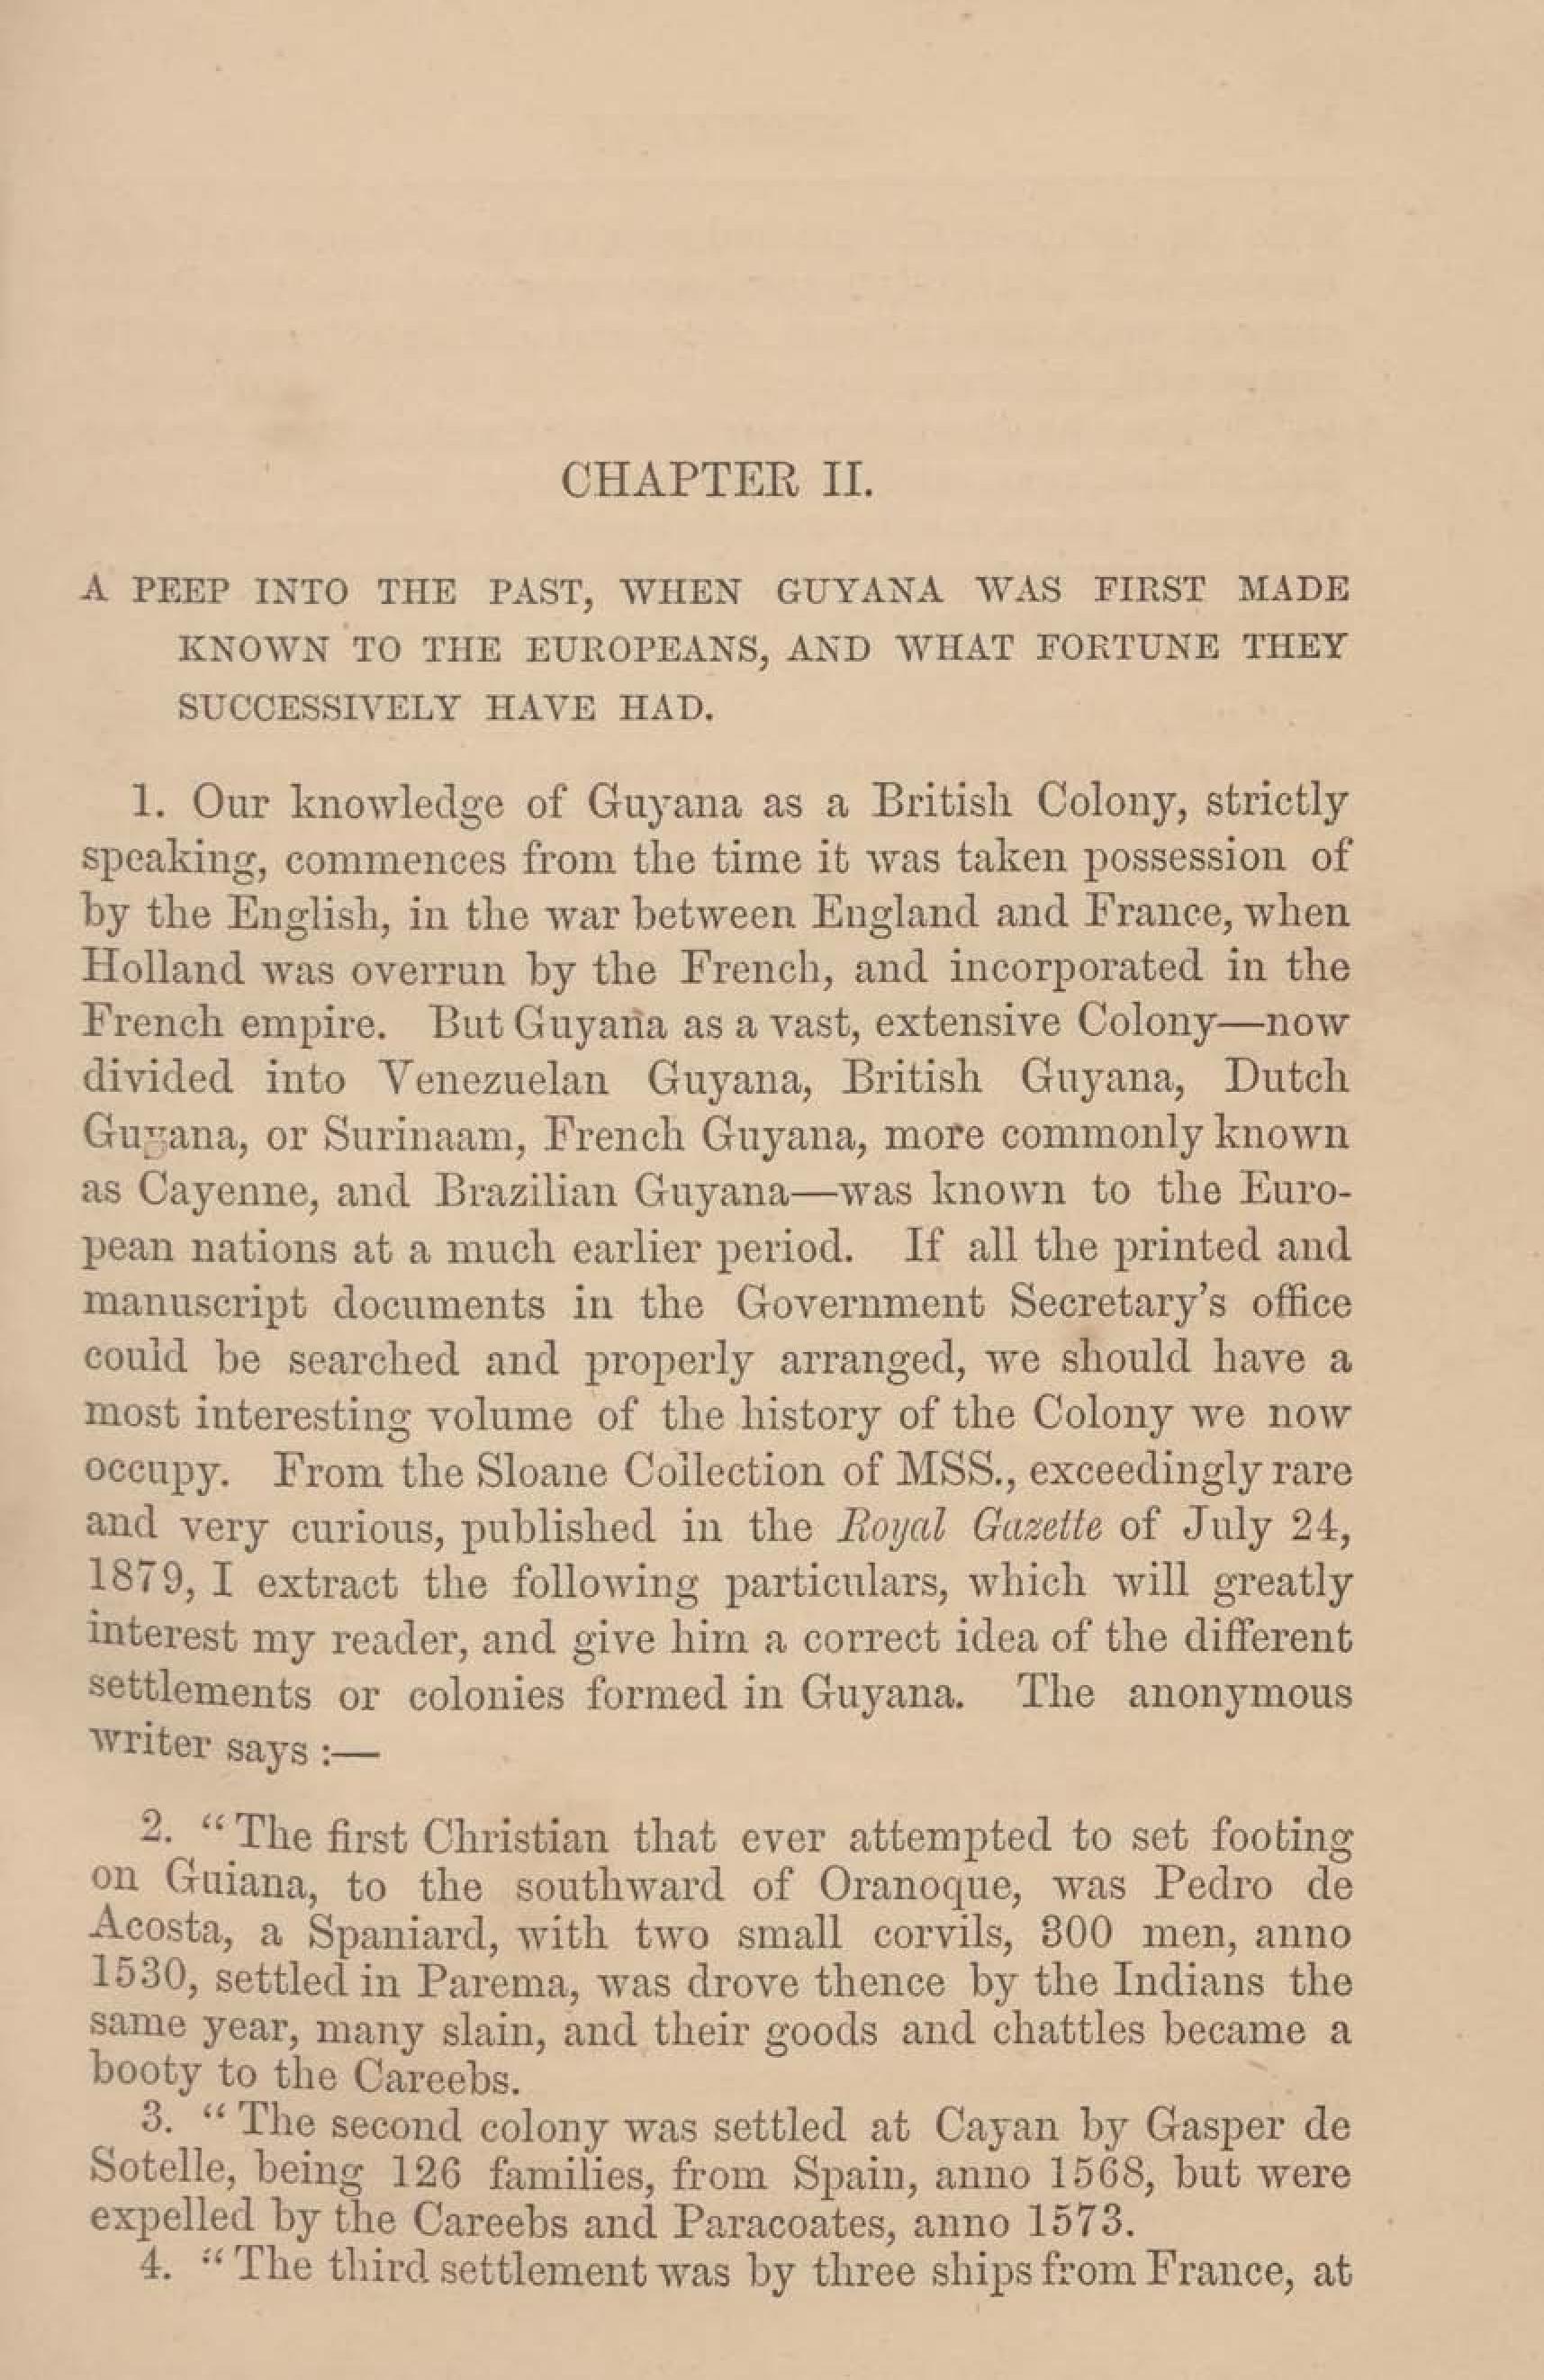 CHAPTER II.
A PEEP INTO THE PAST, WHEN GUYANA WAS FIRST MADE
KNOWN TO THE EUROPEANS, AND WHAT FORTUNE THEY
SUCCESSIVELY HAVE HAD.
1. Our knowledge of Guyana as a British Colony, strictly
speaking, commences from the time it was taken possession of
by the English, in the war between England and France, when
Holland was overrun by the French, and incorporated in the
French empire. But Guyana as a vast, extensive Colony—now
divided into Venezuelan Guyana, British Guyana, Dutch
Guyana, or Surinaam, French Guyana, more commonly known
as Cayenne, and Brazilian Guyana—was known to the Euro-
pean nations at a much earlier period. If all the printed and
manuscript documents in the Government Secretary's office
could be searched and properly arranged, we should have a
most interesting volume of the history of the Colony we now
occupy. From the Sloane Collection of MSS., exceedingly rare
and very curious, published in the Royal Gazette of July 24,
1879, I extract the following particulars, which will greatly
interest my reader, and give him a correct idea of the different
settlements or colonies formed in Guyana. The anonymous
writer says :—
2. "The first Christian that ever attempted to set footing
on Guiana, to the southward of Oranoque, was Pedro de
Acosta, a Spaniard, with two small corvils, 300 men, anno
1530, settled in Parema, was drove thence by the Indians the
same year, many slain, and their goods and chattles became a
booty to the Careebs.
3. "The second colony was settled at Cayan by Gasper de
Sotelle, being 126 families, from Spain, anno 1568, but were
expelled by the Careebs and Paracoates, anno 1573.
4. "The third settlement was by three ships from France, at